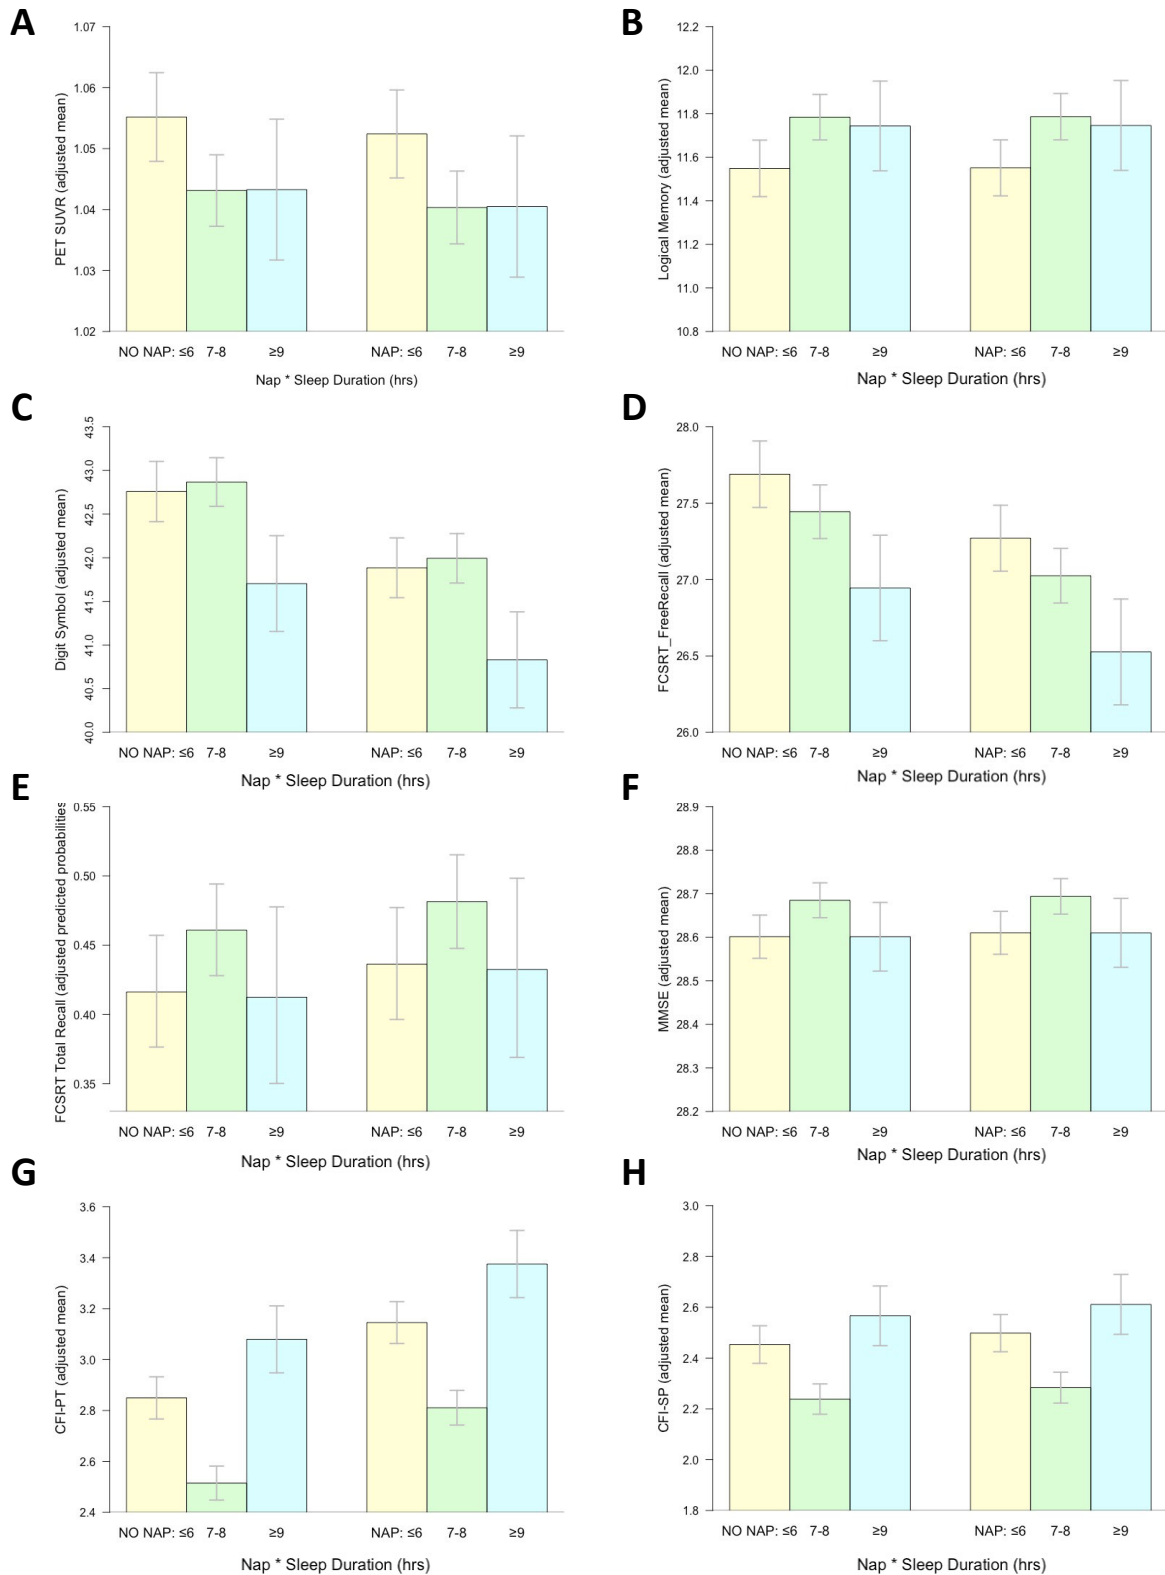 A
PET SUVR (adjusted mean)
1.07
1.06
1.05
1.04
1.03
1.02
NO NAP: ≤6 7-8 ≥9 NAP: ≤6 7-8 ≥9
Nap * Sleep Duration (hrs)
B
Logical Memory (adjusted mean)
12.2
12.0
11.8
11.6
11.4
11.2
11.0
10.8
NO NAP: ≤6 7-8 ≥9 NAP: ≤6 7-8 ≥9
Nap * Sleep Duration (hrs)
C
Digit Symbol (adjusted mean)
43.5
43.0
42.5
42.0
41.5
41.0
40.5
40.0
NO NAP: ≤6 7-8 ≥9 NAP: ≤6 7-8 ≥9
Nap * Sleep Duration (hrs)
D
FCSRT_FreeRecall (adjusted mean)
28.0
27.5
27.0
26.5
26.0
NO NAP: ≤6 7-8 ≥9 NAP: ≤6 7-8 ≥9
Nap * Sleep Duration (hrs)
E
FCSRT Total Recall (adjusted predicted probabilities
0.55
0.50
0.45
0.40
0.35
NO NAP: ≤6 7-8 ≥9 NAP: ≤6 7-8 ≥9
Nap * Sleep Duration (hrs)
F
MMSE (adjusted mean)
28.9
28.8
28.7
28.6
28.5
28.4
28.3
28.2
NO NAP: ≤6 7-8 ≥9 NAP: ≤6 7-8 ≥9
Nap * Sleep Duration (hrs)
G
CFI-PT (adjusted mean)
3.6
3.4
3.2
3.0
2.8
2.6
2.4
NO NAP: ≤6 7-8 ≥9 NAP: ≤6 7-8 ≥9
Nap * Sleep Duration (hrs)
H
CFI-SP (adjusted mean)
3.0
2.8
2.6
2.4
2.2
2.0
1.8
NO NAP: ≤6 7-8 ≥9 NAP: ≤6 7-8 ≥9
Nap * Sleep Duration (hrs)